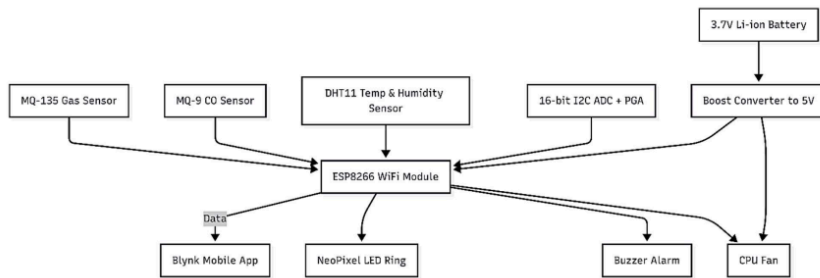 3.7V Li-ion Battery
MQ-135 Gas Sensor
MQ-9 CO Sensor
DHT11 Temp & Humidity
Sensor
16-bit I2C ADC + PGA
Boost Converter to 5V
ESP8266 WiFi Module
Data
Blynk Mobile App
NeoPixel LED Ring
Buzzer Alarm
CPU Fan